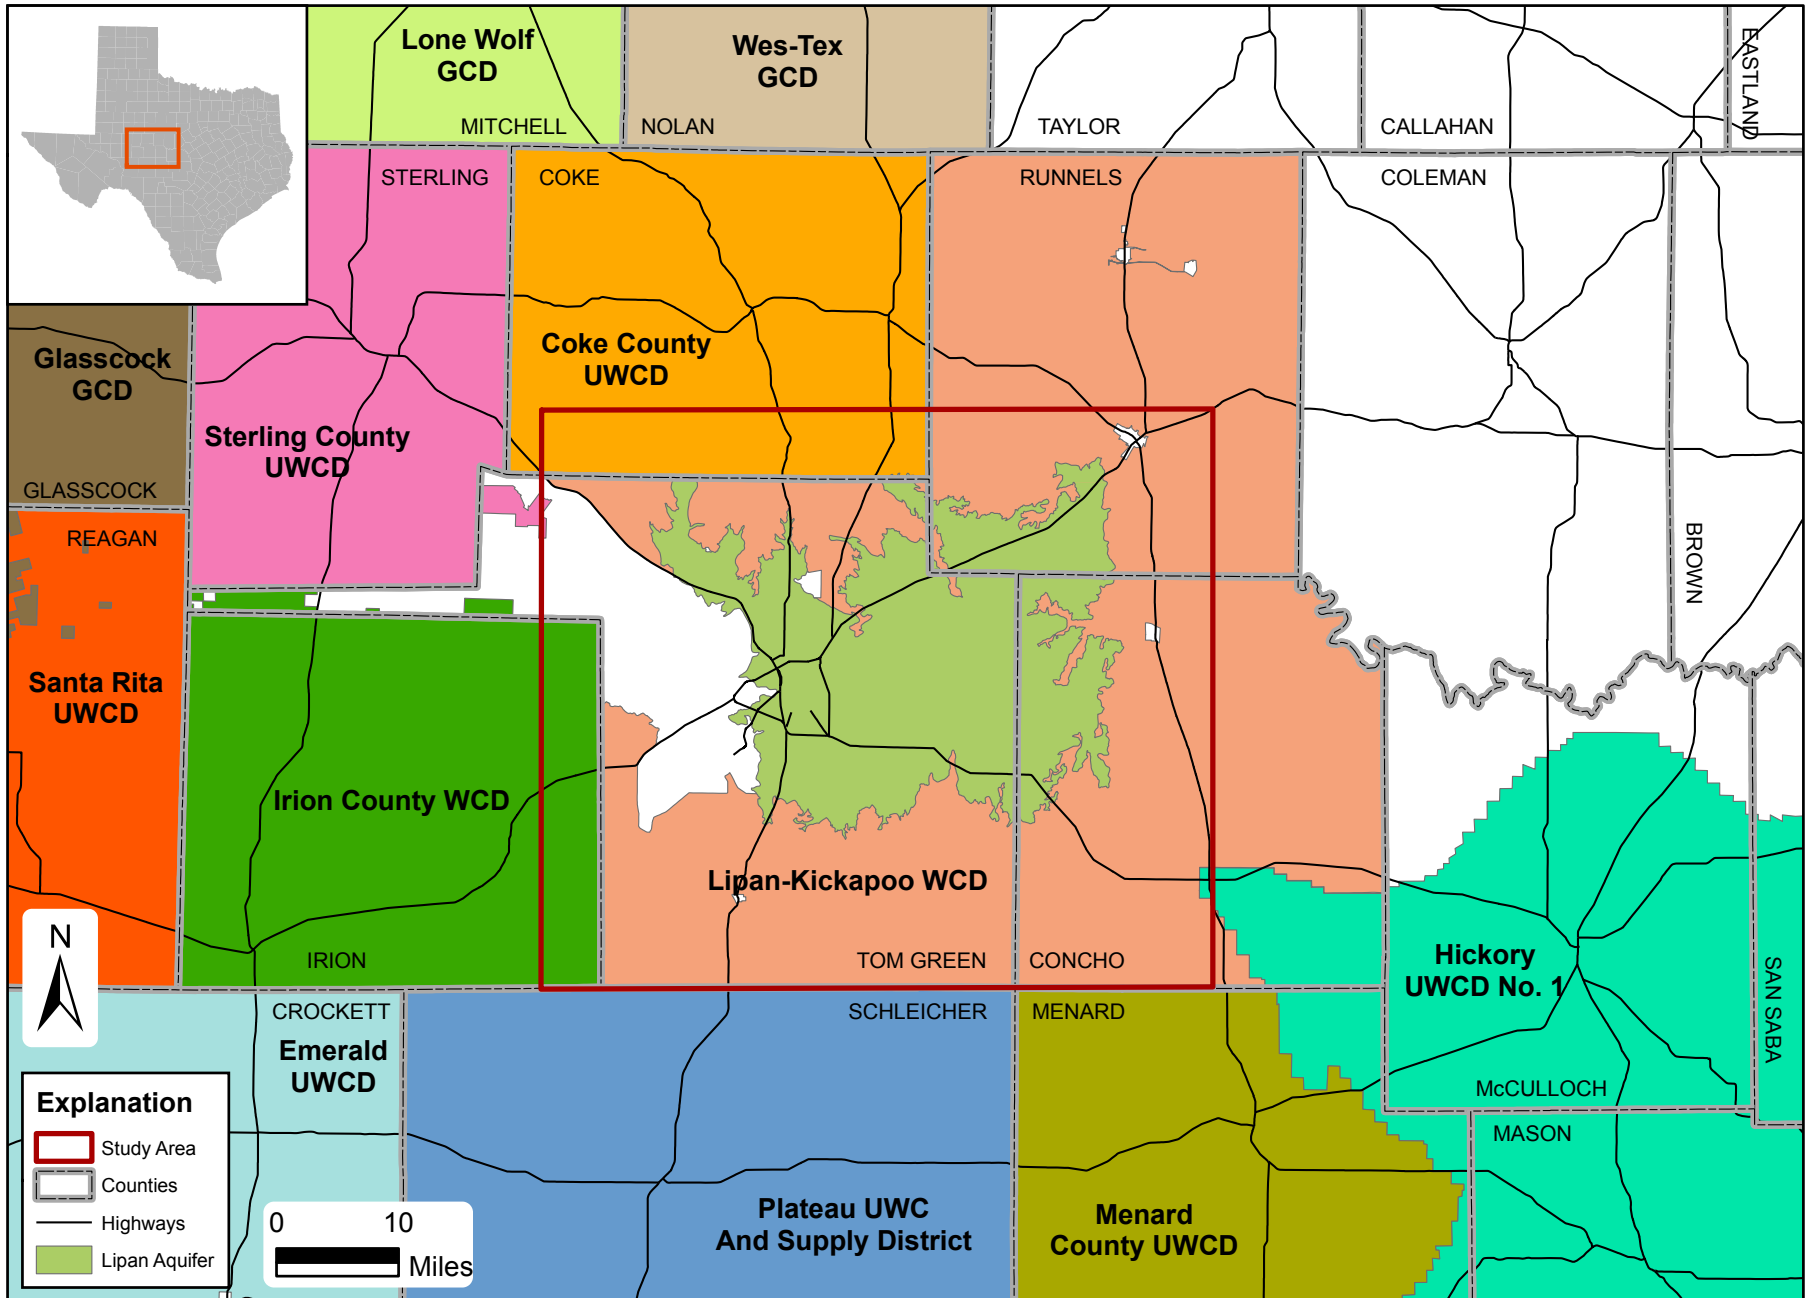 Lone Wolf
GCD
Wes-Tex
GCD
EASTLAND
MITCHELL
NOLAN
TAYLOR
CALLAHAN
STERLING
COKE
RUNNELS
COLEMAN
Glasscock
GCD
Coke County
UWCD
Sterling County
UWCD
GLASSCOCK
REAGAN
BROWN
Santa Rita
UWCD
Irion County WCD
Lipan-Kickapoo WCD
N
IRION
TOM GREEN
CONCHO
Hickory
UWCD No. 1
SAN SABA
CROCKETT
SCHLEICHER
MENARD
Emerald
UWCD
McCULLOCH
MASON
Explanation
Study Area
Counties
Highways
Lipan Aquifer
0 10
Miles
Plateau UWC
And Supply District
Menard
County UWCD